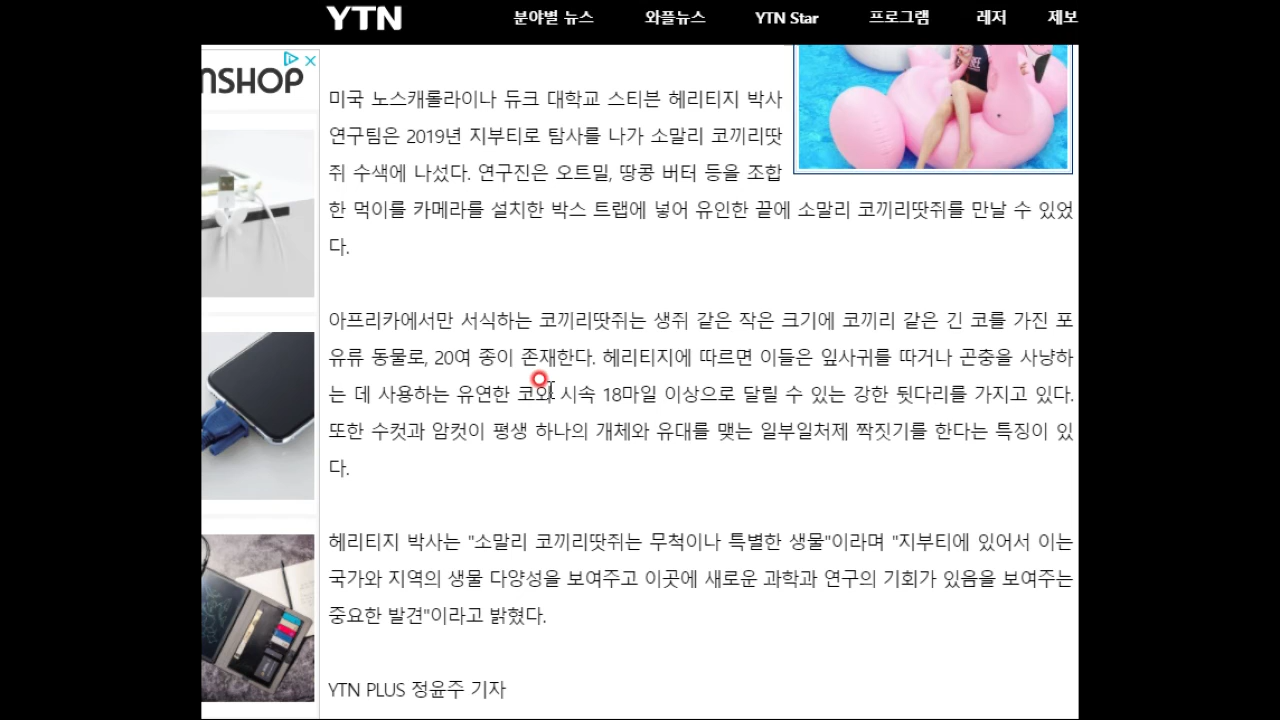 YTN 분야별 뉴스 와플뉴스 YTN Star 프로그램 레저 제보
NSHOP
미국 노스캐롤라이나 듀크 대학교 스티븐 헤리티지 박사
연구팀은 2019년 지부티로 탐사를 나가 소말리 코끼리땃
쥐 수색에 나섰다. 연구진은 오트밀, 땅콩 버터 등을 조합
한 먹이를 카메라를 설치한 박스 트랩에 넣어 유인한 끝에 소말리 코끼리땃쥐를 만날 수 있었
다.
아프리카에서만 서식하는 코끼리땃쥐는 생쥐 같은 작은 크기에 코끼리 같은 긴 코를 가진 포
유류 동물로, 20여 종이 존재한다. 헤리티지에 따르면 이들은 잎사귀를 따거나 곤충을 사냥하
는 데 사용하는 유연한 코와 시속 18마일 이상으로 달릴 수 있는 강한 뒷다리를 가지고 있다.
또한 수컷과 암컷이 평생 하나의 개체와 유대를 맺는 일부일처제 짝짓기를 한다는 특징이 있
다.
헤리티지 박사는 "소말리 코끼리땃쥐는 무척이나 특별한 생물"이라며 "지부티에 있어서 이는
국가와 지역의 생물 다양성을 보여주고 이곳에 새로운 과학과 연구의 기회가 있음을 보여주는
중요한 발견"이라고 밝혔다.
YTN PLUS 정윤주 기자